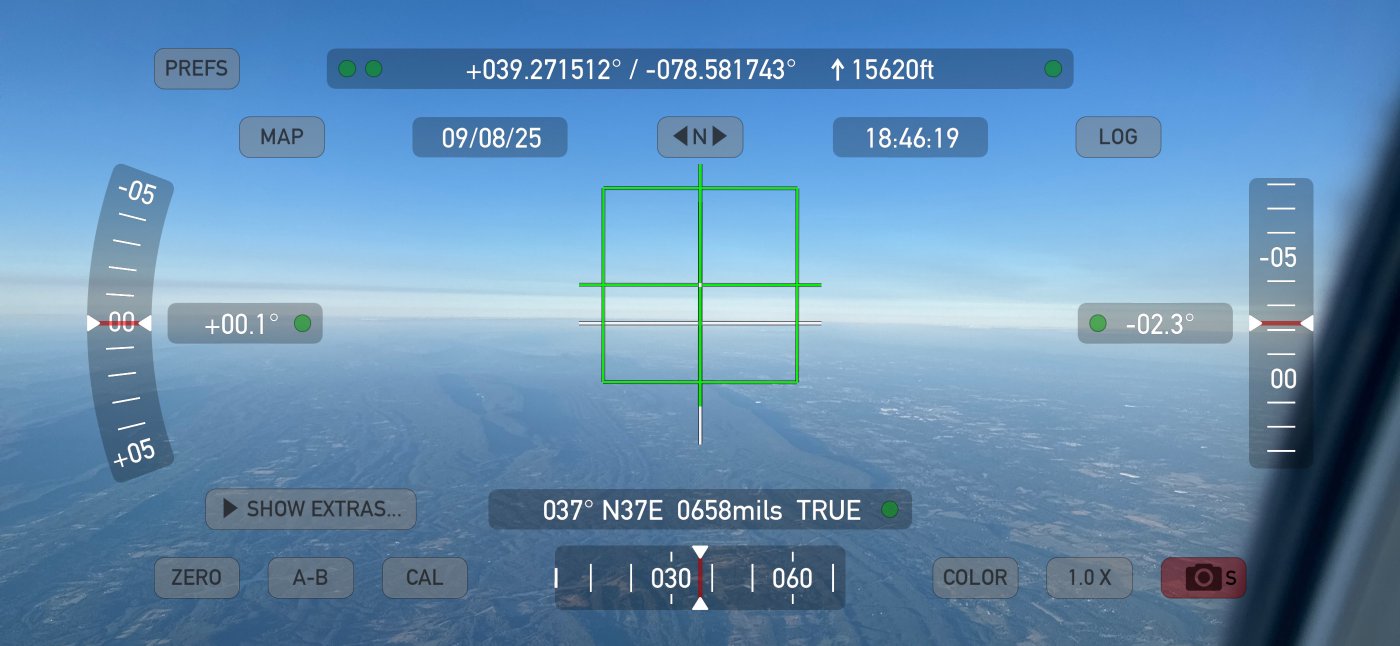 PREFS
+039.271512° / -078.581743° ↑ 15620ft
MAP
09/08/25
◀N▶
18:46:19
LOG
-05
00
+05
+00.1°
-02.3°
-05
00
▶ SHOW EXTRAS...
037° N37E 0658mils TRUE
ZERO
A-B
CAL
030
060
COLOR
1.0 X
S